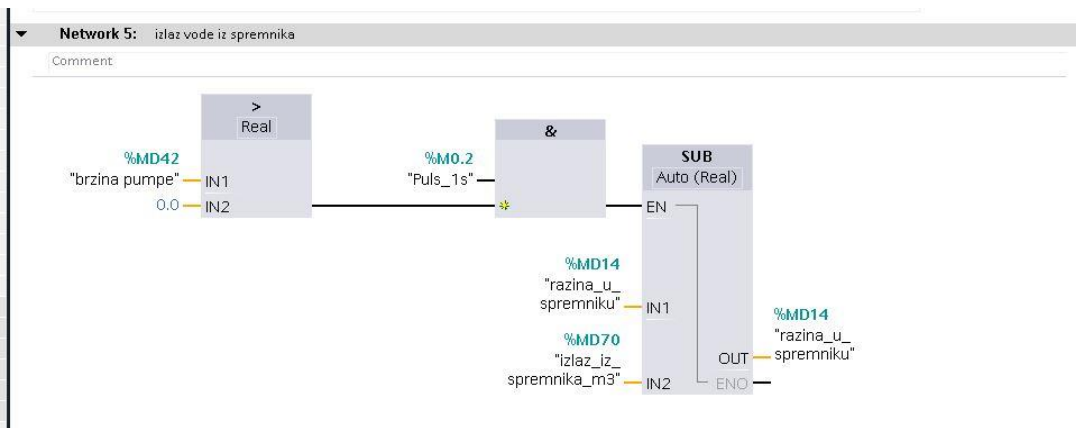 Network 5: izlaz vode iz spremnika
Comment
>
Real
%MD42
"brzina pumpe"
IN1
0.0
IN2
&
%M0.2
"Puls_1s"
SUB
Auto (Real)
EN
%MD14
"razina_u_
spremniku"
IN1
%MD70
"izlaz_iz_
spremnika_m3"
IN2
%MD14
"razina_u_
spremniku"
OUT
ENO